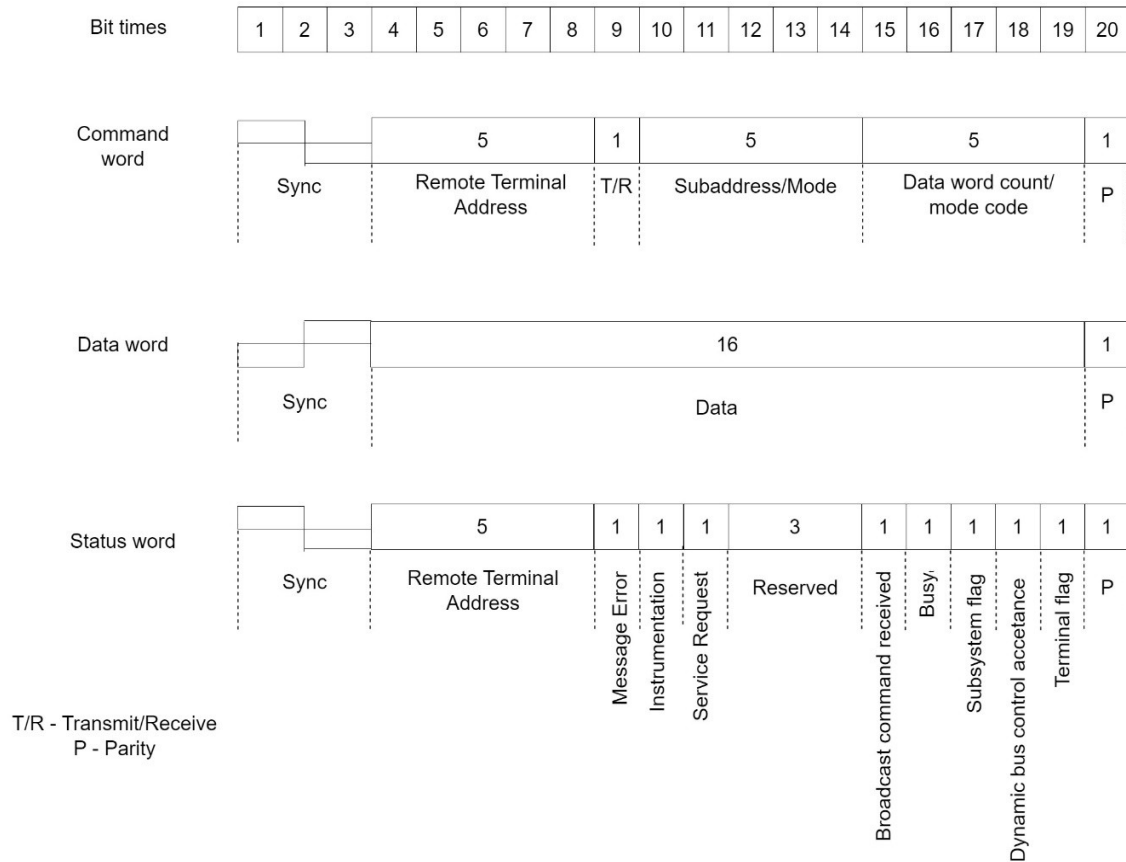 Bit times 1 2 3 4 5 6 7 8 9 10 11 12 13 14 15 16 17 18 19 20
Command
word
5 1 5 5 1
Sync
Remote Terminal
Address
T/R
Subaddress/Mode
Data word count/
mode code
P
Data word
16 1
Sync
Data
P
Status word
5 1 1 1 3 1 1 1 1 1 1
Sync
Remote Terminal
Address
Message Error
Instrumentation
Service Request
Reserved
Broadcast command received
Busy
Subsystem flag
Dynamic bus control accetance
Terminal flag
P
T/R - Transmit/Receive
P - Parity